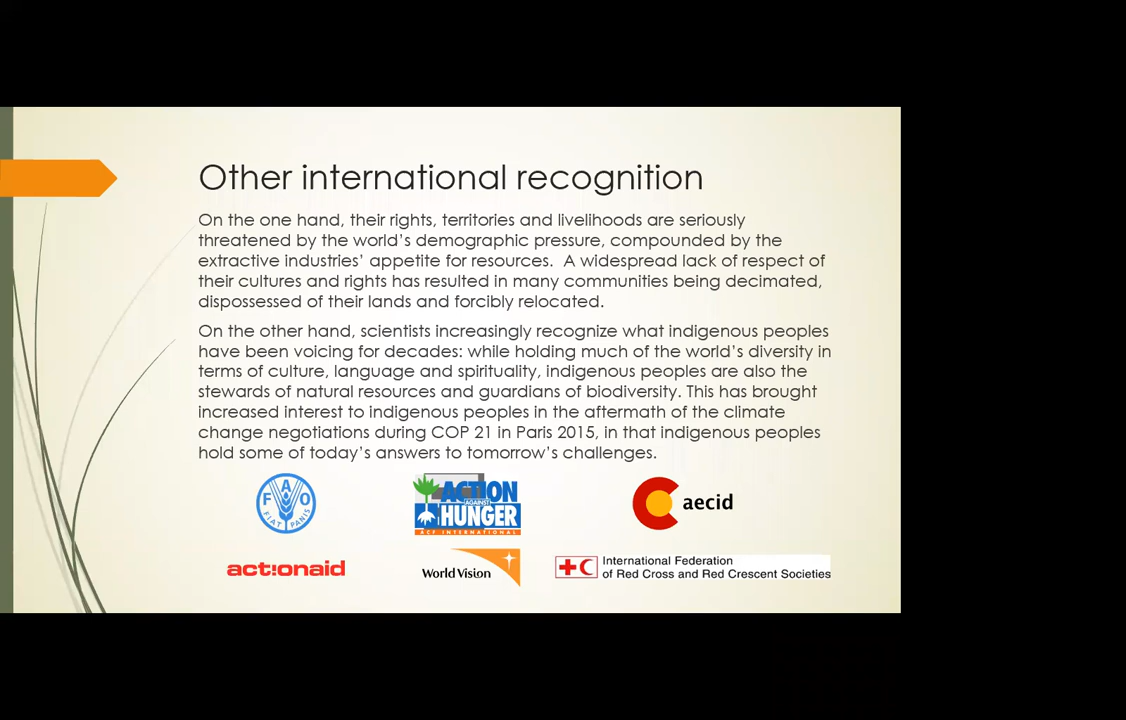 Other international recognition
On the one hand, their rights, territories and livelihoods are seriously
threatened by the world's demographic pressure, compounded by the
extractive industries' appetite for resources.  A widespread lack of respect of
their cultures and rights has resulted in many communities being decimated,
dispossessed of their lands and forcibly relocated.
On the other hand, scientists increasingly recognize what indigenous peoples
have been voicing for decades: while holding much of the world's diversity in
terms of culture, language and spirituality, indigenous peoples are also the
stewards of natural resources and guardians of biodiversity. This has brought
increased interest to indigenous peoples in the aftermath of the climate
change negotiations during COP 21 in Paris 2015, in that indigenous peoples
hold some of today's answers to tomorrow's challenges.
F A O
FIAT PANIS
ACTION
AGAINST
HUNGER
ACF INTERNATIONAL
aecid
act:onaid
World Vision
International Federation
of Red Cross and Red Crescent Societies